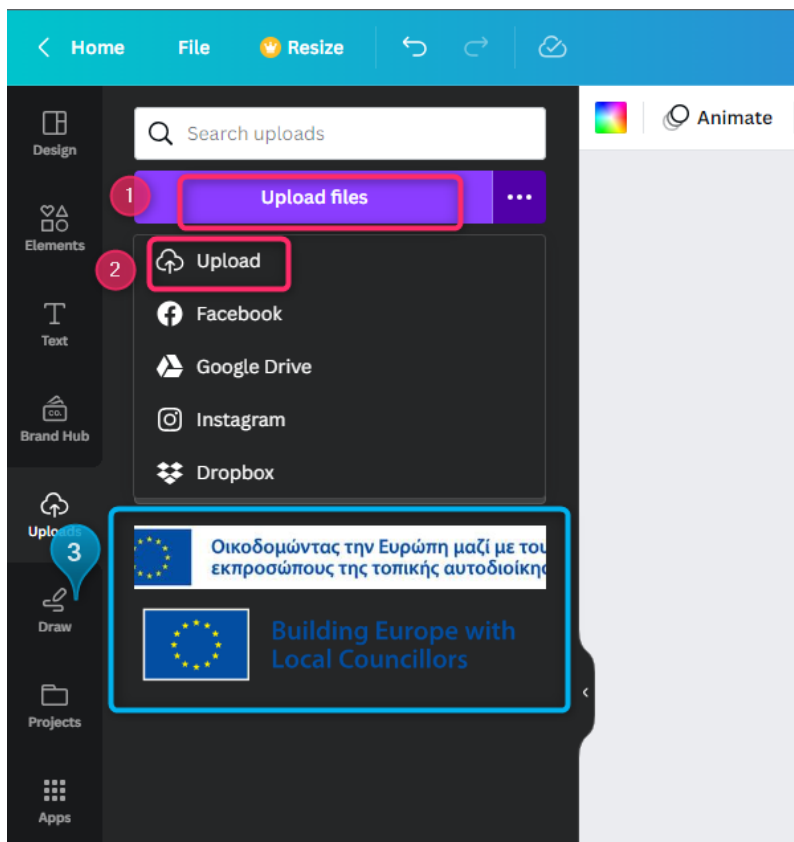 Home File Resize
Design
Search uploads
Animate
1 Upload files
Elements
2 Upload
Facebook
Text
Google Drive
CO.
Brand Hub
Instagram
Dropbox
Uploads
3
Οικοδομώντας την Ευρώπη μαζί με του
εκπροσώπους της τοπικής αυτοδιοίκη
Draw
Building Europe with
Local Councillors
Projects
Apps